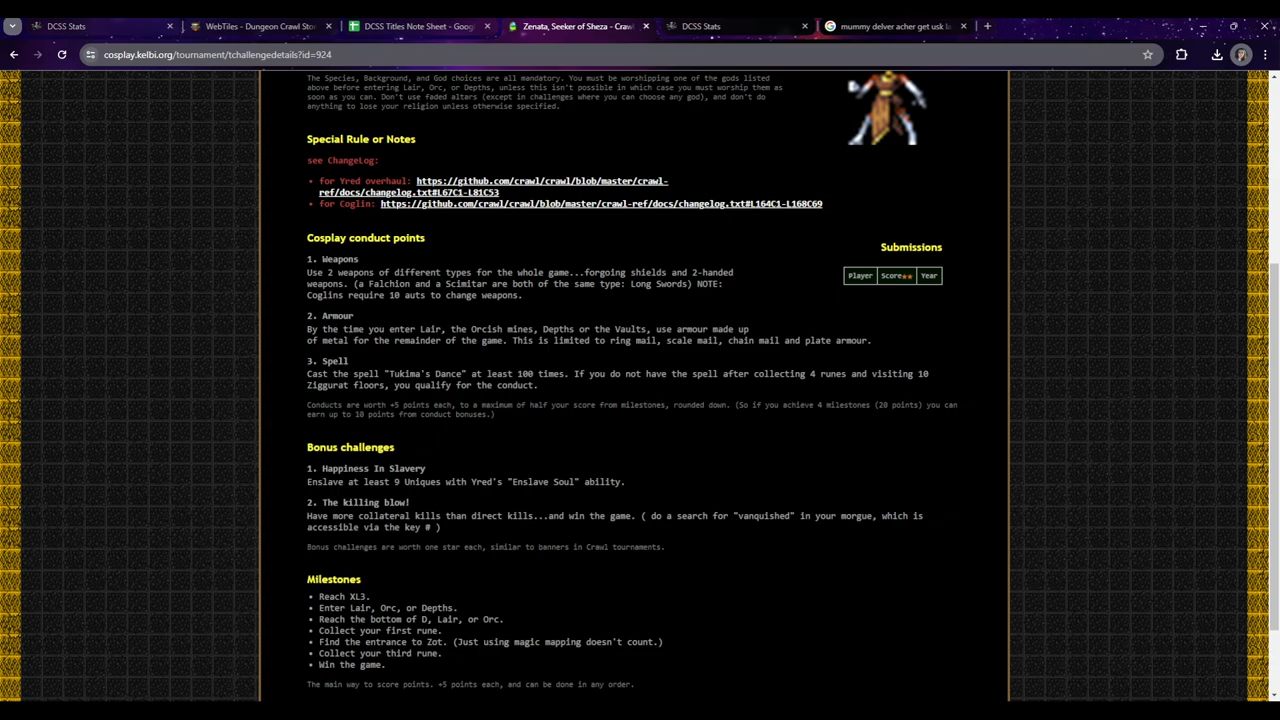 DCSS Stats
WebTiles - Dungeon Crawl Sto
DCSS Titles Note Sheet - Goog
Zenata, Seeker of Sheza - Craw
DCSS Stats
mummy delver acher get usk la
cosplay.kelbi.org/tournament/tchallengedetails?id=924
The Species, Background, and God choices are all mandatory. You must be worshipping one of the gods listed
above before entering Lair, Orc, or Depths, unless this isn't possible in which case you must worship them as
soon as you can. Don't use faded altars (except in challenges where you can choose any god), and don't do
anything to lose your religion unless otherwise specified.
Special Rule or Notes
see ChangeLog:
• for Yred overhaul: https://github.com/crawl/crawl/blob/master/crawl-
ref/docs/changelog.txt#L67C1-L81C53
• for Coglin: https://github.com/crawl/crawl/blob/master/crawl-ref/docs/changelog.txt#L164C1-L168C69
Cosplay conduct points
Submissions
Player Score★★ Year
1. Weapons
Use 2 weapons of different types for the whole game...forgoing shields and 2-handed
weapons. (a Falchion and a Scimitar are both of the same type: Long Swords) NOTE:
Coglins require 10 auts to change weapons.
2. Armour
By the time you enter Lair, the Orcish mines, Depths or the Vaults, use armour made up
of metal for the remainder of the game. This is limited to ring mail, scale mail, chain mail and plate armour.
3. Spell
Cast the spell "Tukima's Dance" at least 100 times. If you do not have the spell after collecting 4 runes and visiting 10
Ziggurat floors, you qualify for the conduct.
Conducts are worth +5 points each, to a maximum of half your score from milestones, rounded down. (So if you achieve 4 milestones (20 points) you can
earn up to 10 points from conduct bonuses.)
Bonus challenges
1. Happiness In Slavery
Enslave at least 9 Uniques with Yred's "Enslave Soul" ability.
2. The killing blow!
Have more collateral kills than direct kills...and win the game. ( do a search for "vanquished" in your morgue, which is
accessible via the key # )
Bonus challenges are worth one star each, similar to banners in Crawl tournaments.
Milestones
• Reach XL3.
• Enter Lair, Orc, or Depths.
• Reach the bottom of D, Lair, or Orc.
• Collect your first rune.
• Find the entrance to Zot. (Just using magic mapping doesn't count.)
• Collect your third rune.
• Win the game.
The main way to score points. +5 points each, and can be done in any order.